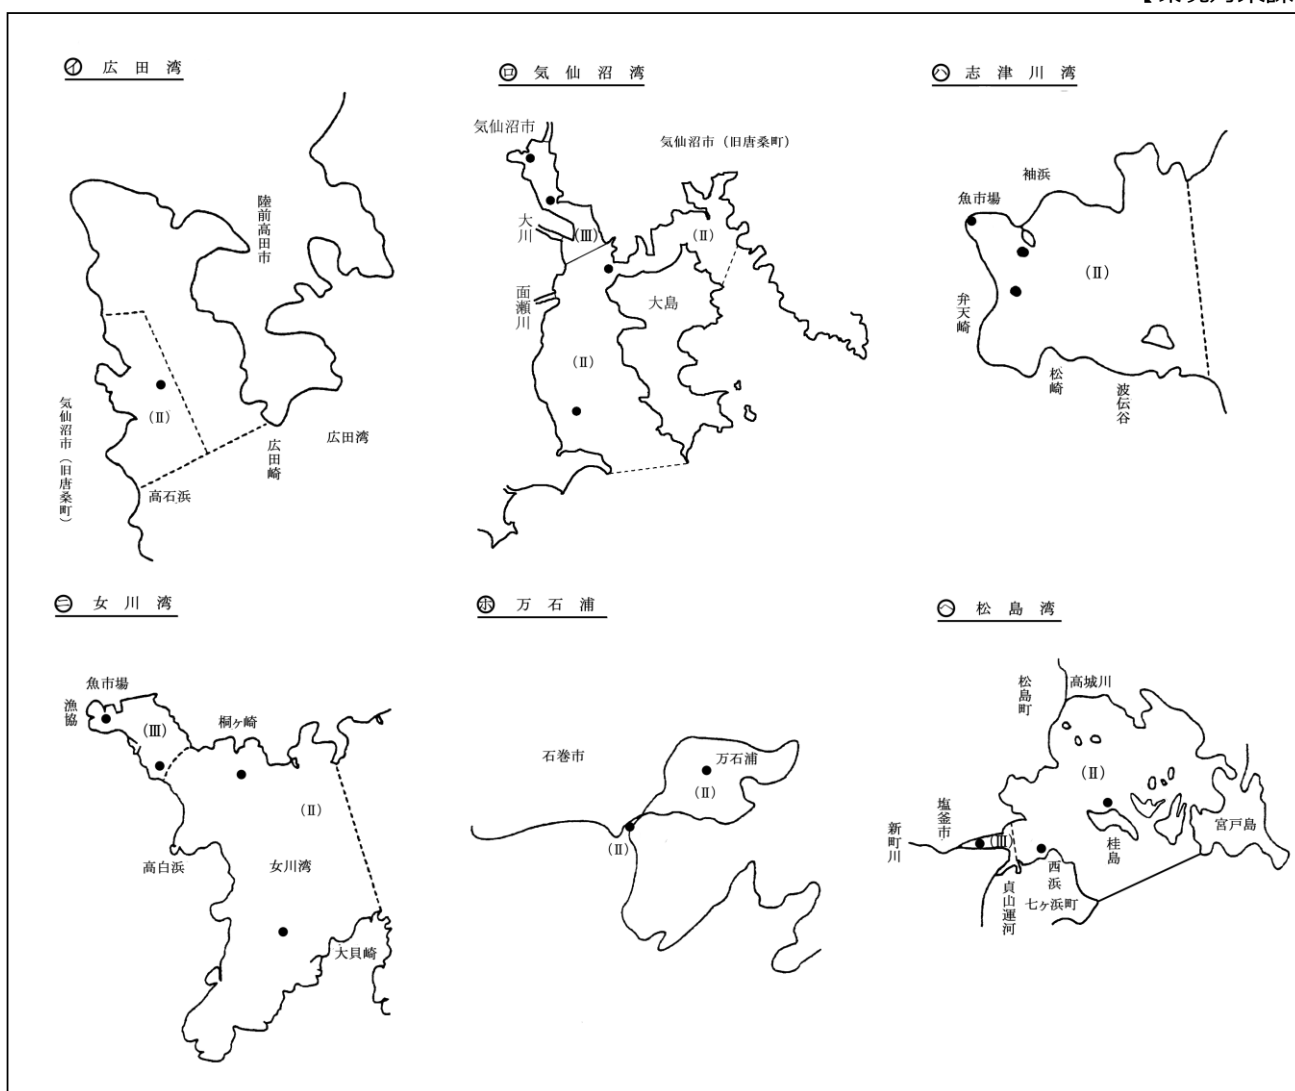 ㋑ 広田湾
陸前高田市
(Ⅱ)
気仙沼市（旧唐桑町）
広田湾
広田崎
高石浜
㋺ 気仙沼湾
気仙沼市
気仙沼市（旧唐桑町）
大川
(Ⅲ)
(Ⅱ)
面瀬川
大島
(Ⅱ)
㋩ 志津川湾
袖浜
魚市場
(Ⅱ)
弁天崎
松崎
波伝谷
㋥ 女川湾
魚市場
漁協
(Ⅲ)
桐ヶ崎
(Ⅱ)
高白浜
女川湾
大貝崎
㋭ 万石浦
石巻市
万石浦
(Ⅱ)
(Ⅱ)
㋬ 松島湾
松島町
高城川
(Ⅱ)
塩釜市
新町川
(Ⅲ)
桂島
宮戸島
西浜
貞山運河
七ヶ浜町